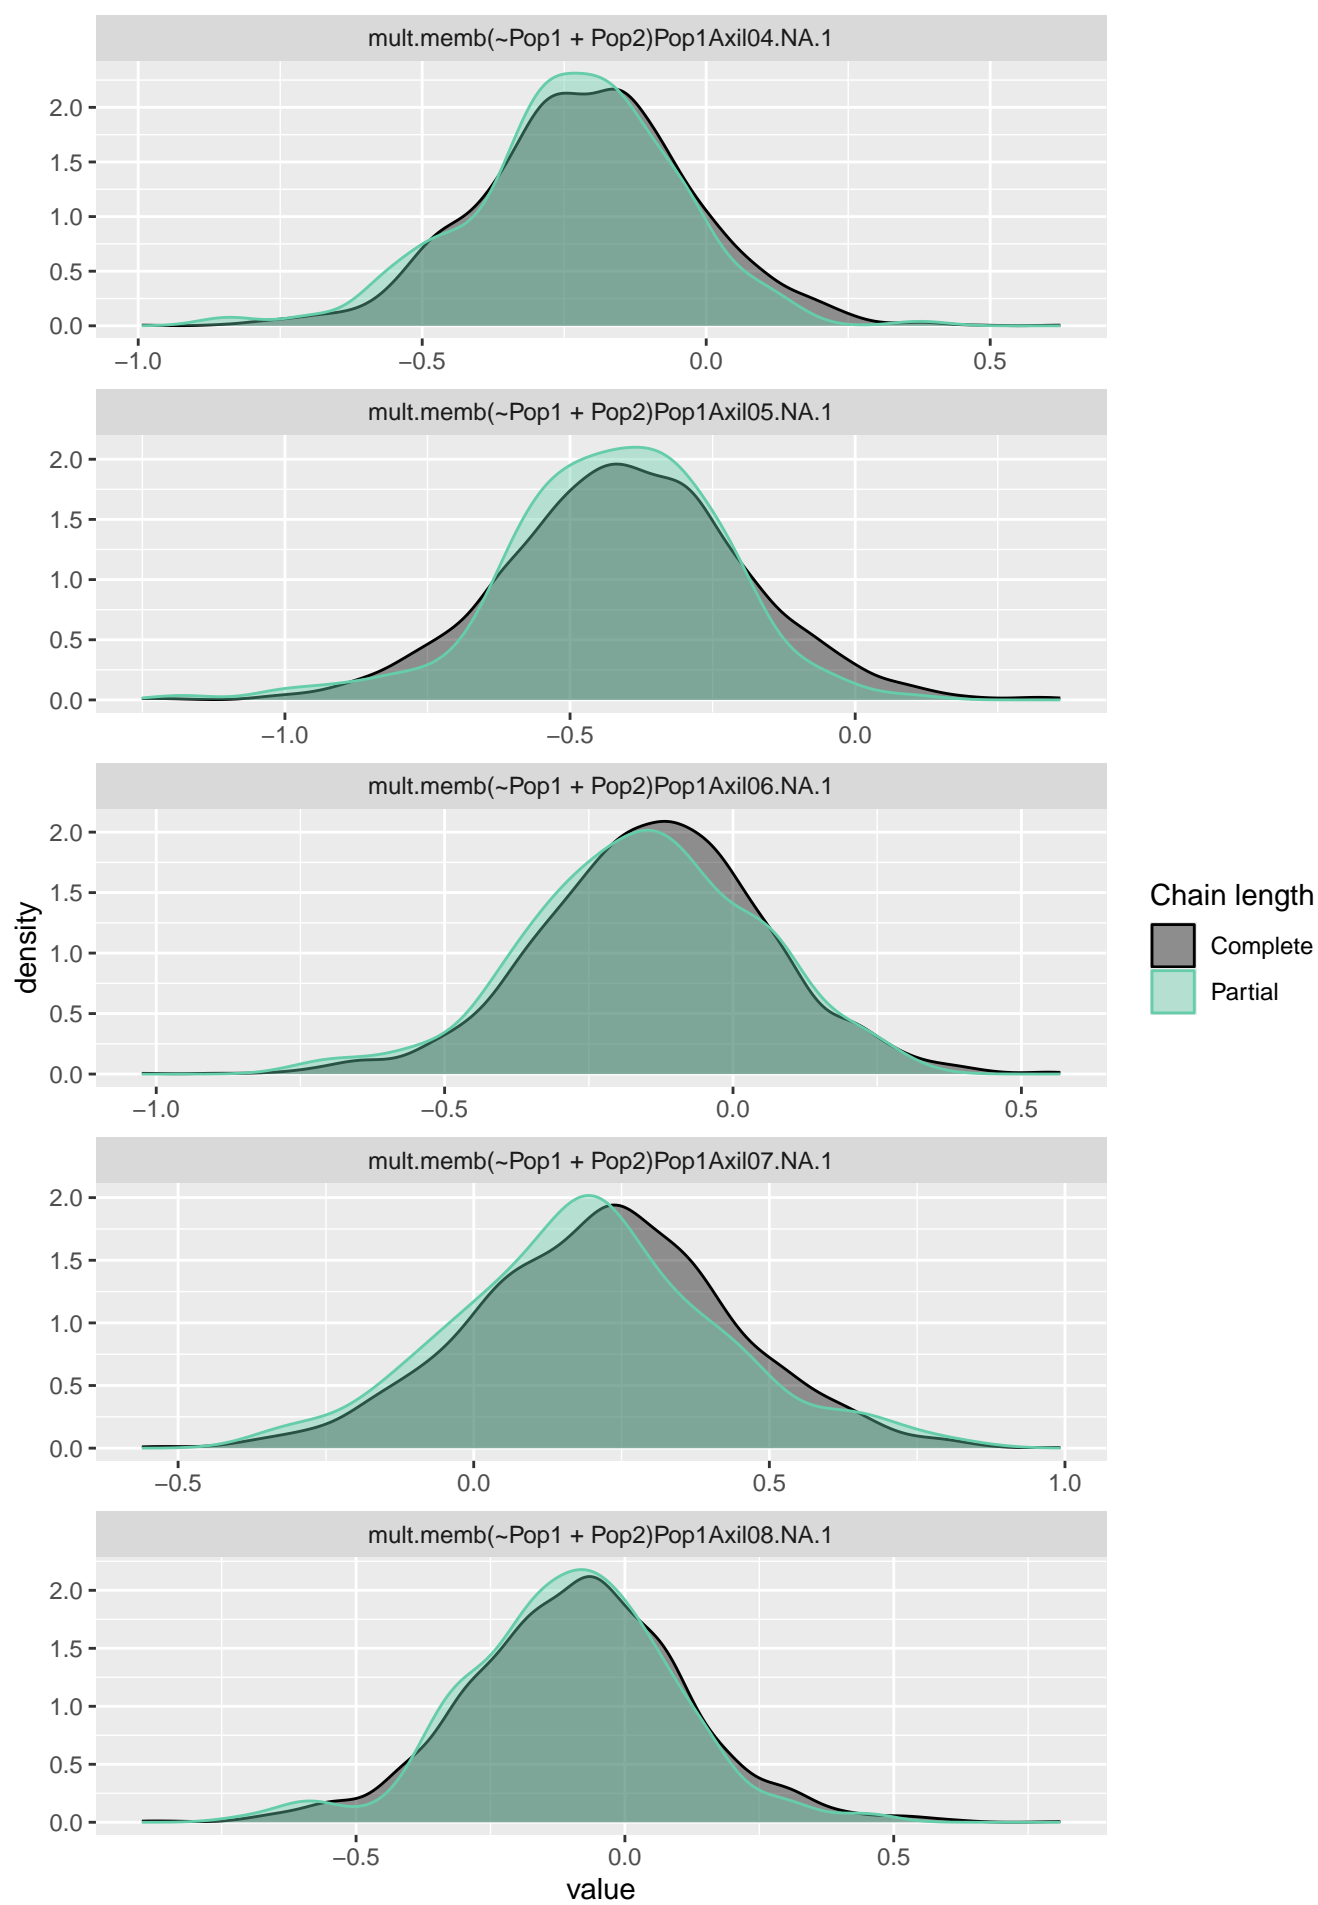 mult.memb(~Pop1 + Pop2)Pop1Axil04.NA.1
2.0
1.5
1.0
0.5
0.0
−1.0 −0.5 0.0 0.5
mult.memb(~Pop1 + Pop2)Pop1Axil05.NA.1
2.0
1.5
1.0
0.5
0.0
−1.0 −0.5 0.0
mult.memb(~Pop1 + Pop2)Pop1Axil06.NA.1
2.0
1.5
1.0
0.5
0.0
−1.0 −0.5 0.0 0.5
density
Chain length
Complete
Partial
mult.memb(~Pop1 + Pop2)Pop1Axil07.NA.1
2.0
1.5
1.0
0.5
0.0
−0.5 0.0 0.5 1.0
mult.memb(~Pop1 + Pop2)Pop1Axil08.NA.1
2.0
1.5
1.0
0.5
0.0
−0.5 0.0 0.5
value